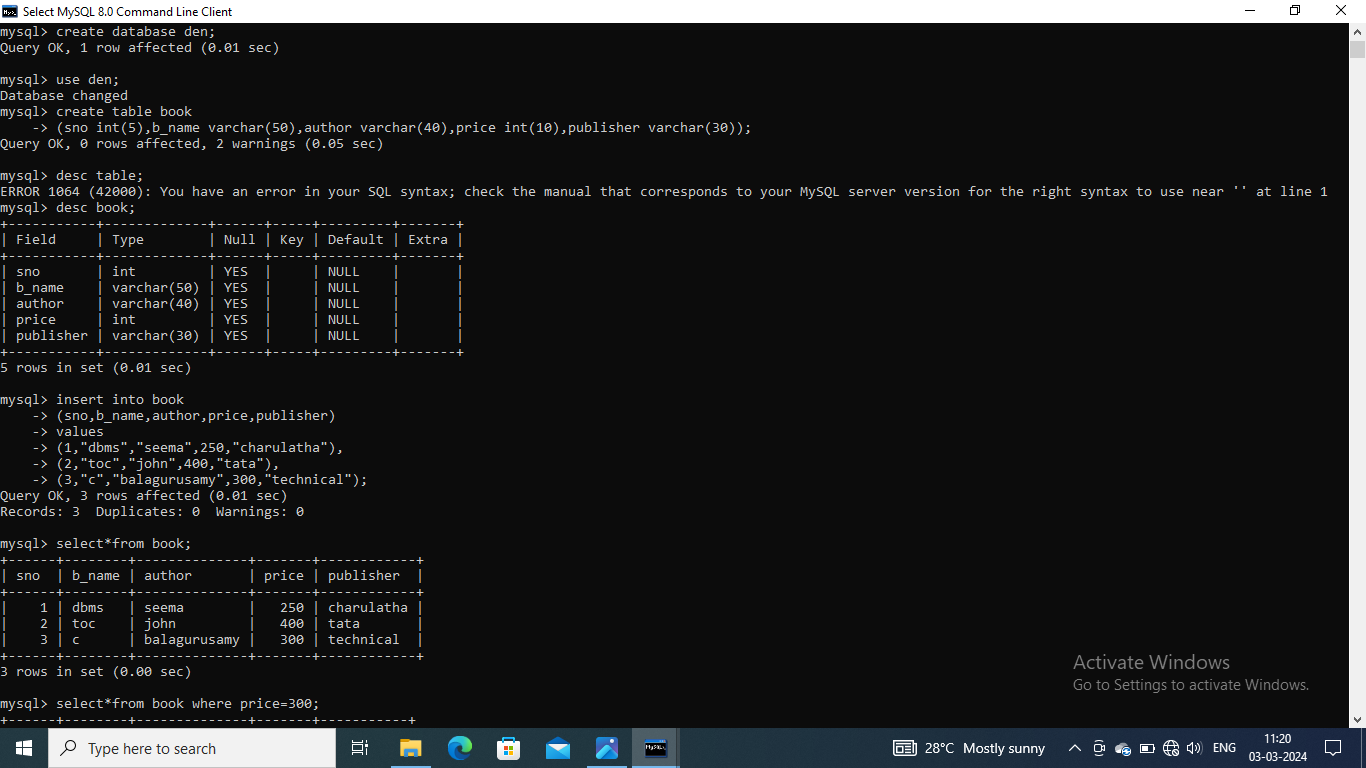 Select MySQL 8.0 Command Line Client
mysql> create database den;
Query OK, 1 row affected (0.01 sec)

mysql> use den;
Database changed
mysql> create table book
    -> (sno int(5),b_name varchar(50),author varchar(40),price int(10),publisher varchar(30));
Query OK, 0 rows affected, 2 warnings (0.05 sec)

mysql> desc table;
ERROR 1064 (42000): You have an error in your SQL syntax; check the manual that corresponds to your MySQL server version for the right syntax to use near '' at line 1
mysql> desc book;
+-----------+-------------+------+-----+---------+-------+
| Field     | Type        | Null | Key | Default | Extra |
+-----------+-------------+------+-----+---------+-------+
| sno       | int         | YES  |     | NULL    |       |
| b_name    | varchar(50) | YES  |     | NULL    |       |
| author    | varchar(40) | YES  |     | NULL    |       |
| price     | int         | YES  |     | NULL    |       |
| publisher | varchar(30) | YES  |     | NULL    |       |
+-----------+-------------+------+-----+---------+-------+
5 rows in set (0.01 sec)

mysql> insert into book
    -> (sno,b_name,author,price,publisher)
    -> values
    -> (1,"dbms","seema",250,"charulatha"),
    -> (2,"toc","john",400,"tata"),
    -> (3,"c","balagurusamy",300,"technical");
Query OK, 3 rows affected (0.01 sec)
Records: 3  Duplicates: 0  Warnings: 0

mysql> select*from book;
+------+--------+--------------+-------+------------+
| sno  | b_name | author       | price | publisher  |
+------+--------+--------------+-------+------------+
|    1 | dbms   | seema        |   250 | charulatha |
|    2 | toc    | john         |   400 | tata       |
|    3 | c      | balagurusamy |   300 | technical  |
+------+--------+--------------+-------+------------+
3 rows in set (0.00 sec)

mysql> select*from book where price=300;
+------+--------+--------------+-------+-----------+
Activate Windows
Go to Settings to activate Windows.
Type here to search
MySQL
28°C Mostly sunny
ENG
11:20
03-03-2024